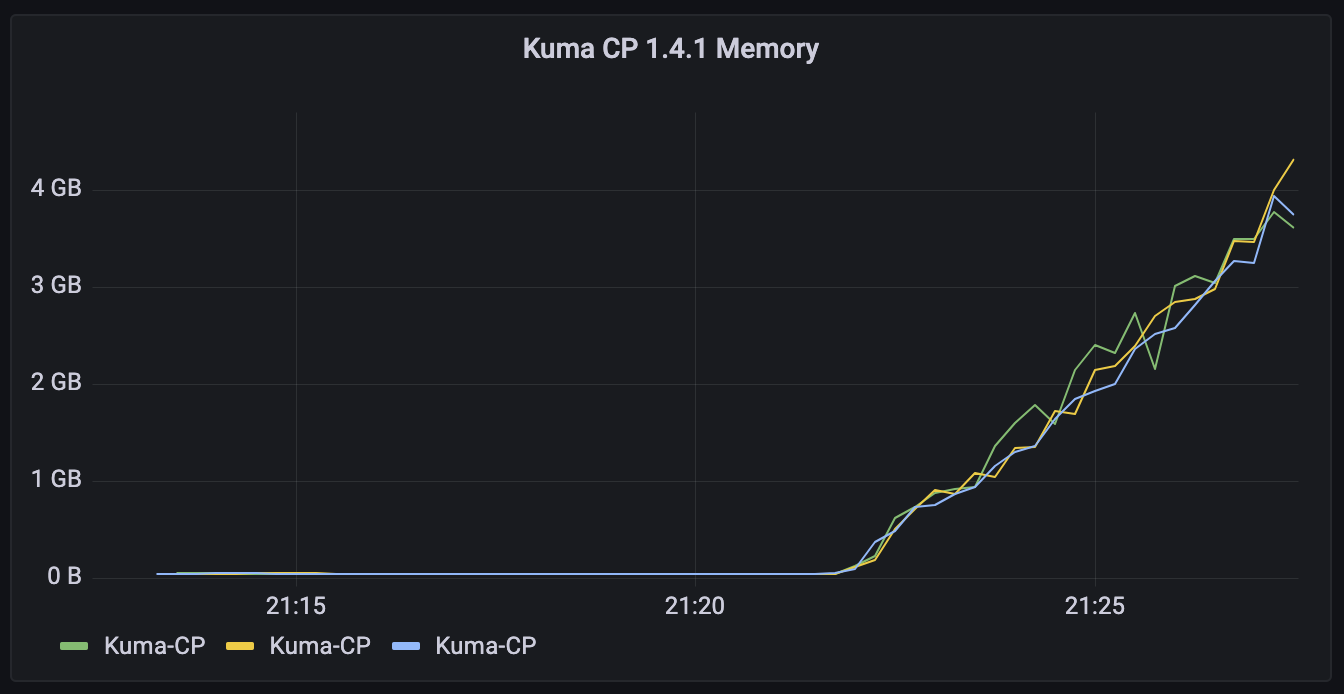 Kuma CP 1.4.1 Memory
4 GB
3 GB
2 GB
1 GB
0 B
21:15 21:20 21:25
Kuma-CP Kuma-CP Kuma-CP